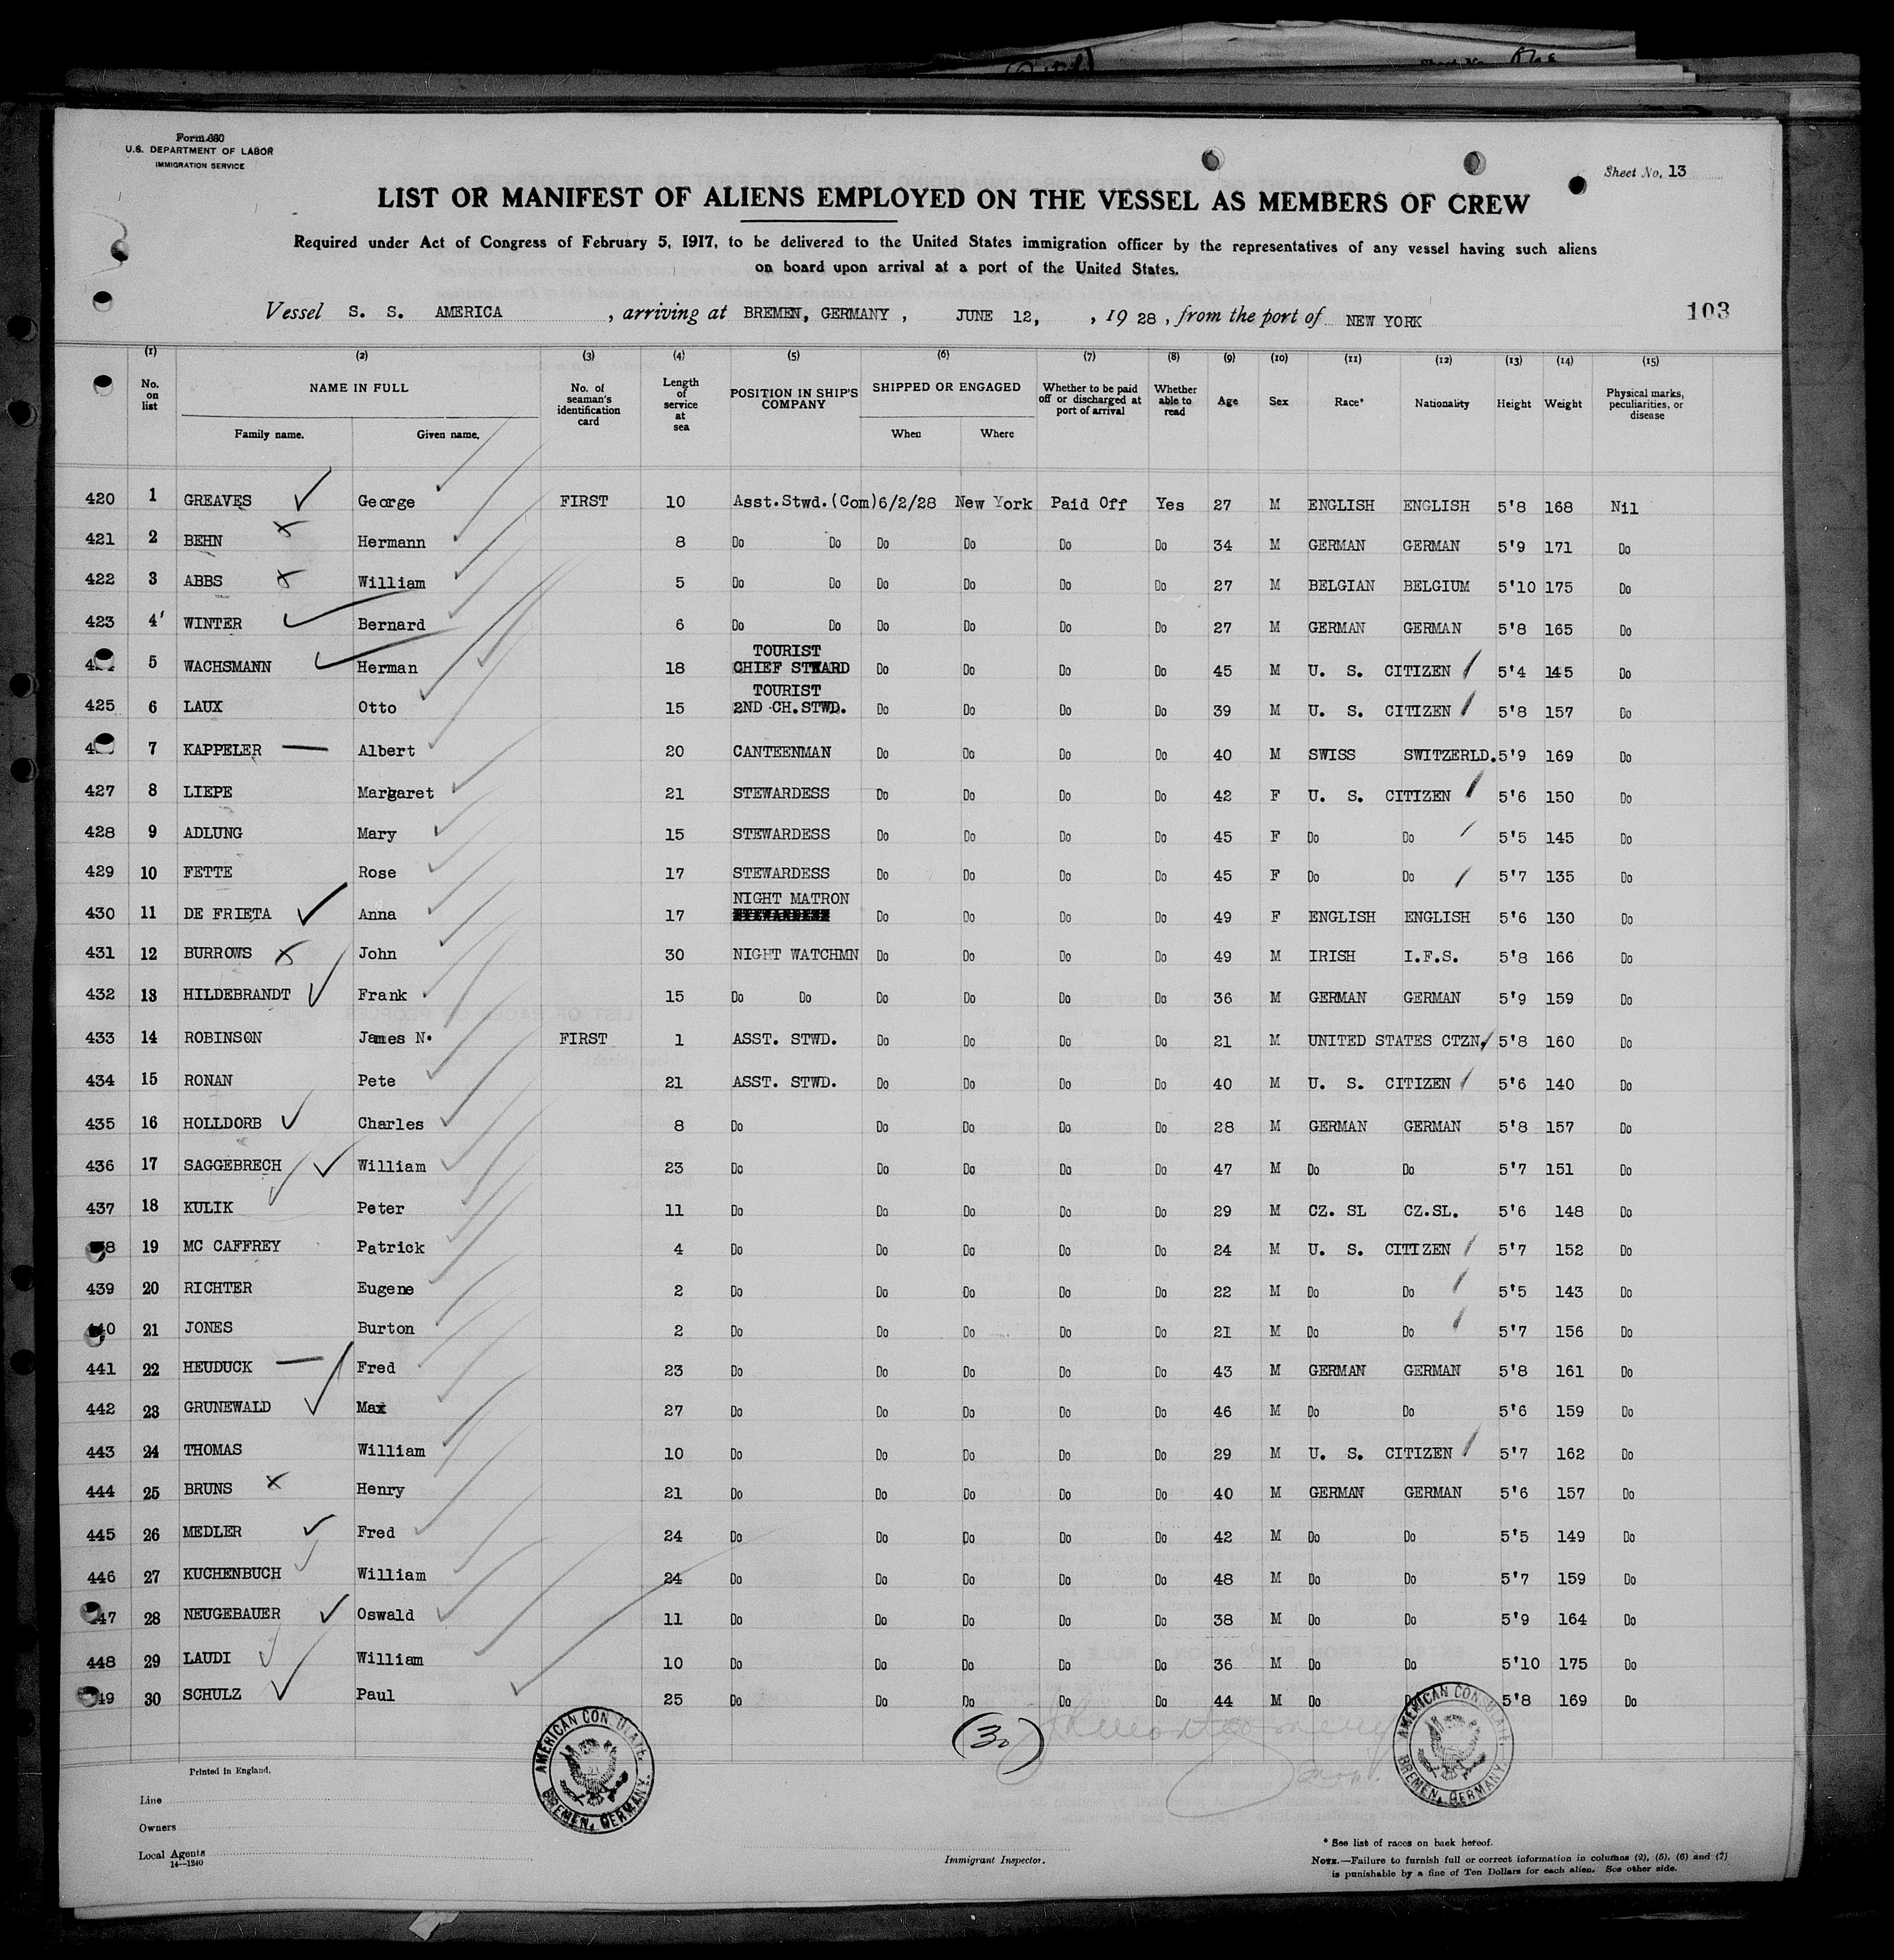 Form 680
U.S. DEPARTMENT OF LABOR
IMMIGRATION SERVICE
Sheet No. 13
LIST OR MANIFEST OF ALIENS EMPLOYED ON THE VESSEL AS MEMBERS OF CREW
Required under Act of Congress of February 5, 1917, to be delivered to the United States immigration officer by the representatives of any vessel having such aliens
on board upon arrival at a port of the United States.
Vessel S. S. AMERICA, arriving at BREMEN, GERMANY, JUNE 12, , 19 28, from the port of NEW YORK
103
(1) (2) (3) (4) (5) (6) (7) (8) (9) (10) (11) (12) (13) (14) (15)
No. on list NAME IN FULL Family name. Given name. No. of seaman's identification card Length of service at sea POSITION IN SHIP'S COMPANY SHIPPED OR ENGAGED When Where Whether to be paid off or discharged at port of arrival Whether able to read Age Sex Race* Nationality Height Weight Physical marks, peculiarities, or disease
420 1 GREAVES George FIRST 10 Asst.Stwd.(Com) 6/2/28 New York Paid Off Yes 27 M ENGLISH ENGLISH 5'8 168 Nil
421 2 BEHN Hermann 8 Do Do Do Do Do Do 34 M GERMAN GERMAN 5'9 171 Do
422 3 ABBS William 5 Do Do Do Do Do Do 27 M BELGIAN BELGIUM 5'10 175 Do
423 4 WINTER Bernard 6 Do Do Do Do Do Do 27 M GERMAN GERMAN 5'8 165 Do
5 WACHSMANN Herman 18 TOURIST CHIEF STWARD Do Do Do Do 45 M U. S. CITIZEN 5'4 145 Do
425 6 LAUX Otto 15 TOURIST 2ND CH.STWD. Do Do Do Do 39 M U. S. CITIZEN 5'8 157 Do
7 KAPPELER Albert 20 CANTEENMAN Do Do Do Do 40 M SWISS SWITZERLD. 5'9 169 Do
427 8 LIEPE Margaret 21 STEWARDESS Do Do Do Do 42 F U. S. CITIZEN 5'6 150 Do
428 9 ADLUNG Mary 15 STEWARDESS Do Do Do Do 45 F Do Do 5'5 145 Do
429 10 FETTE Rose 17 STEWARDESS Do Do Do Do 45 F Do Do 5'7 135 Do
430 11 DE FRIETA Anna 17 NIGHT MATRON Do Do Do Do 49 F ENGLISH ENGLISH 5'6 130 Do
431 12 BURROWS John 30 NIGHT WATCHMN Do Do Do Do 49 M IRISH I.F.S. 5'8 166 Do
432 13 HILDEBRANDT Frank 15 Do Do Do Do Do Do 36 M GERMAN GERMAN 5'9 159 Do
433 14 ROBINSON James N. FIRST 1 ASST. STWD. Do Do Do Do 21 M UNITED STATES CTZN. 5'8 160 Do
434 15 RONAN Pete 21 ASST. STWD. Do Do Do Do 40 M U. S. CITIZEN 5'6 140 Do
435 16 HOLLDORB Charles 8 Do Do Do Do Do 28 M GERMAN GERMAN 5'8 157 Do
436 17 SAGGEBRECH William 23 Do Do Do Do Do 47 M Do Do 5'7 151 Do
437 18 KULIK Peter 11 Do Do Do Do Do 29 M CZ. SL CZ.SL. 5'6 148 Do
8 19 MC CAFFREY Patrick 4 Do Do Do Do Do 24 M U. S. CITIZEN 5'7 152 Do
439 20 RICHTER Eugene 2 Do Do Do Do Do 22 M Do Do 5'5 143 Do
440 21 JONES Burton 2 Do Do Do Do Do 21 M Do Do 5'7 156 Do
441 22 HEUDUCK Fred 23 Do Do Do Do Do 43 M GERMAN GERMAN 5'8 161 Do
442 23 GRUNEWALD Max 27 Do Do Do Do Do 46 M Do Do 5'6 159 Do
443 24 THOMAS William 10 Do Do Do Do Do 29 M U. S. CITIZEN 5'7 162 Do
444 25 BRUNS Henry 21 Do Do Do Do Do 40 M GERMAN GERMAN 5'6 157 Do
445 26 MEDLER Fred 24 Do Do Do Do Do 42 M Do Do 5'5 149 Do
446 27 KUCHENBUCH William 24 Do Do Do Do Do 48 M Do Do 5'7 159 Do
47 28 NEUGEBAUER Oswald 11 Do Do Do Do Do 38 M Do Do 5'9 164 Do
448 29 LAUDI William 10 Do Do Do Do Do 36 M Do Do 5'10 175 Do
49 30 SCHULZ Paul 25 Do Do Do Do Do 44 M Do Do 5'8 169 Do
(30)
AMERICAN CONSULATE, BREMEN, GERMANY.
AMERICAN CONSULATE, BREMEN, GERMANY.
Printed in England.
Line
Owners
Local Agents
14—1240
Immigrant Inspector.
* See list of races on back hereof.
NOTE.—Failure to furnish full or correct information in columns (2), (5), (6) and (7)
is punishable by a fine of Ten Dollars for each alien. See other side.